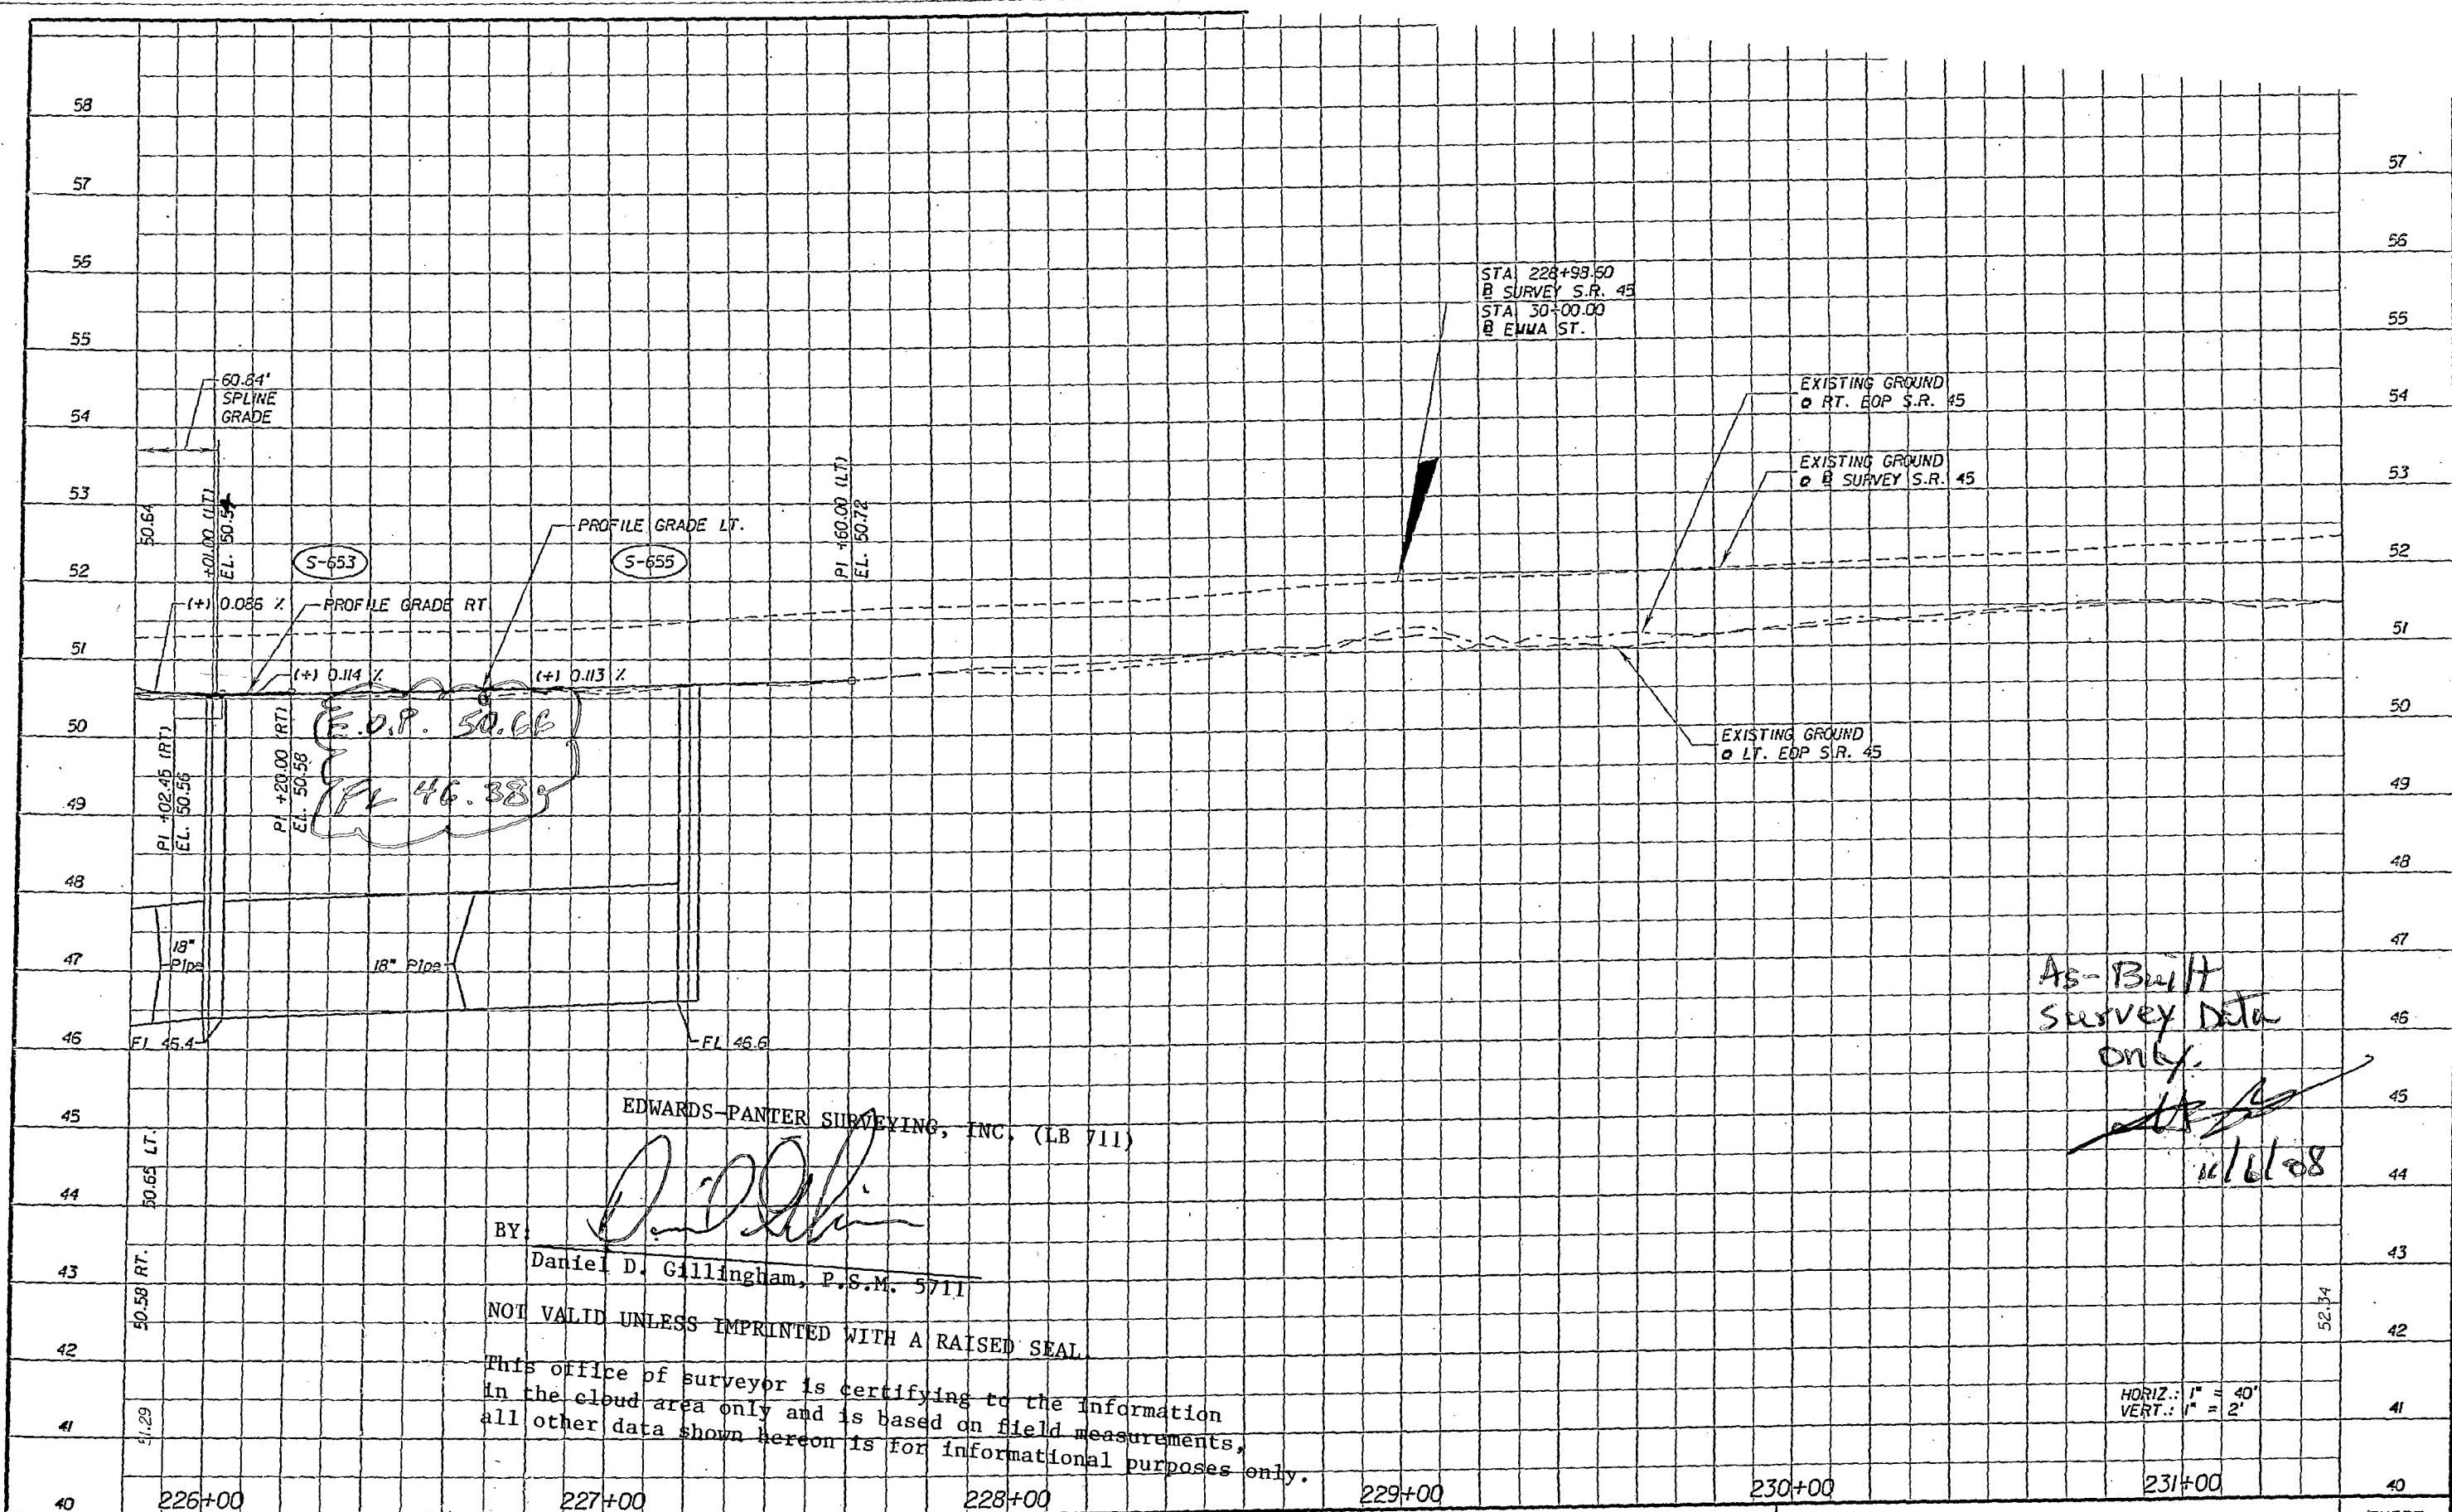 58
57
56
55
54
53
52
51
50
49
48
47
46
45
44
43
42
41
40
57
56
55
54
53
52
51
50
49
48
47
46
45
44
43
42
41
40
60.84'
SPLINE
GRADE
50.64
+01.00 (LT)
EL. 50.54
S-653
PROFILE GRADE LT.
S-655
PI +60.00 (LT)
EL. 50.72
(+) 0.086 %
PROFILE GRADE RT
(+) 0.114 %
(+) 0.113 %
PI +02.45 (RT)
EL. 50.56
PI +20.00 (RT)
EL. 50.58
E.O.P. 50.66
FL 46.38
18"
Pipe
18" Pipe
FL 46.4
FL 46.6
STA 228+98.60
B SURVEY S.R. 45
STA 30+00.00
B EMMA ST.
EXISTING GROUND
@ RT. EOP S.R. 45
EXISTING GROUND
@ B SURVEY S.R. 45
EXISTING GROUND
@ LT. EOP S.R. 45
As-Built
Survey Data
only.
11/6/08
EDWARDS-PANTER SURVEYING, INC. (LB 711)
BY:
Daniel D. Gillingham, P.S.M. 5711
NOT VALID UNLESS IMPRINTED WITH A RAISED SEAL
This office of surveyor is certifying to the information
in the cloud area only and is based on field measurements,
all other data shown hereon is for informational purposes only.
50.65 LT.
50.58 RT.
51.29
52.34
HORIZ.: 1" = 40'
VERT.: 1" = 2'
226+00
227+00
228+00
229+00
230+00
231+00